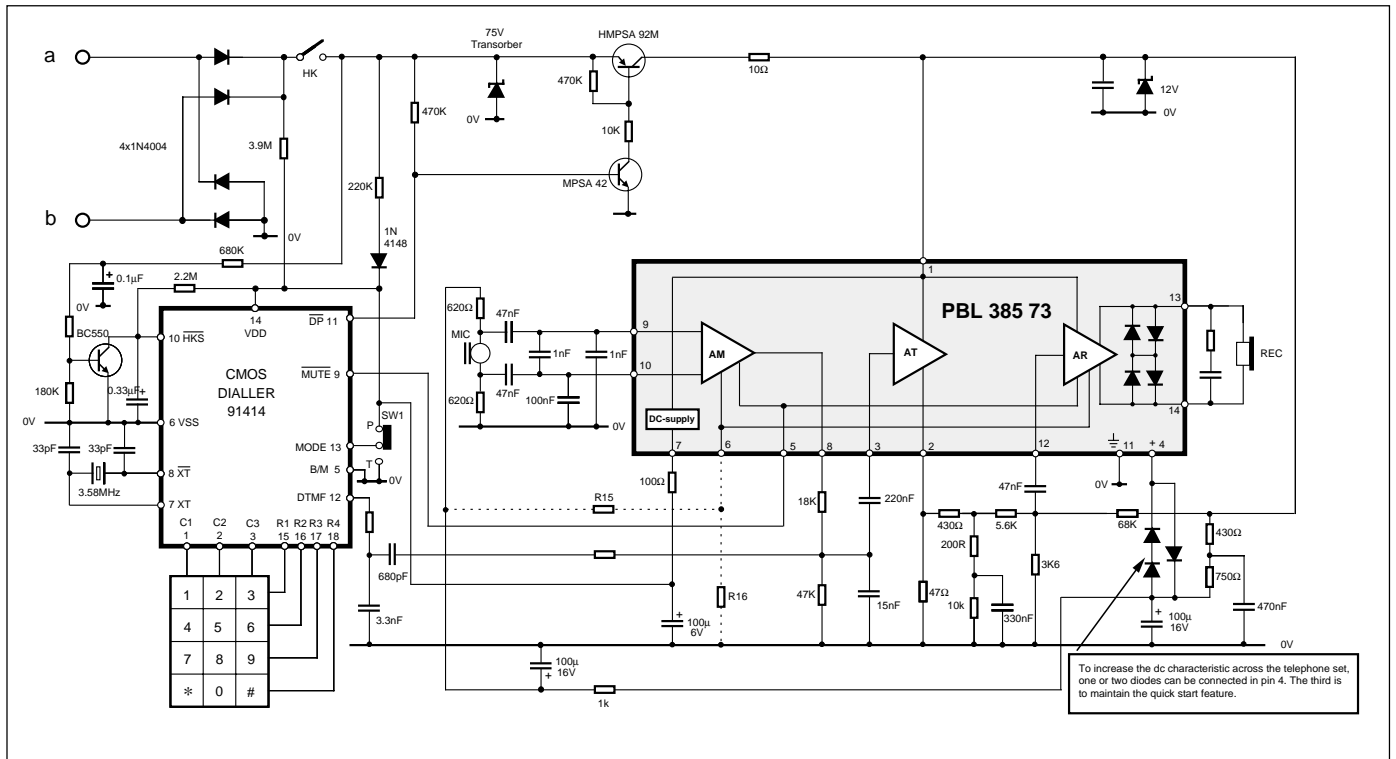 a
b
HK
4x1N4004
3.9M
220K
470K
75V
Transorber
0V
HMPSA 92M
470K
10K
MPSA 42
10Ω
12V
0V
0V
1N
4148
680K
0.1µF
2.2M
0V
BC550
180K
0.33µF
0V
33pF
33pF
3.58MHz
14
VDD
10 HKS
DP 11
MUTE 9
CMOS
DIALLER
91414
6 VSS
MODE 13
B/M 5
DTMF 12
8 XT
7 XT
C1 C2 C3 R1 R2 R3 R4
1 2 3 15 16 17 18
P
SW1
T
0V
1 2 3
4 5 6
7 8 9
* 0 #
680pF
3.3nF
620Ω
MIC
620Ω
47nF
47nF
1nF
1nF
100nF
0V
PBL 385 73
1
9
10
AM
AT
AR
DC-supply
13
14
REC
7 6 5 8 3 2 12 11 + 4
100Ω
R15
R16
18K
47K
220nF
15nF
47nF
0V
430Ω
5.6K
68K
200R
3K6
47Ω
10k
330nF
430Ω
750Ω
470nF
100µ
6V
100µ
16V
100µ
16V
1k
0V
To increase the dc characteristic across the telephone set,
one or two diodes can be connected in pin 4. The third is
to maintain the quick start feature.